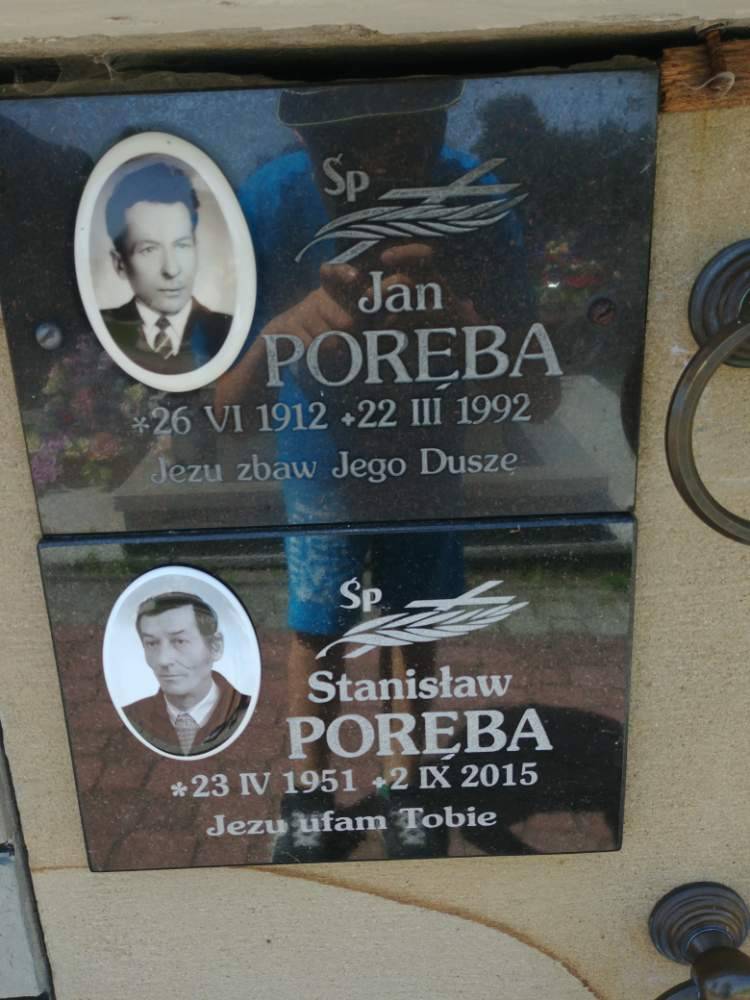 Śp
Jan
PORĘBA
*26 VI 1912 +22 III 1992
Jezu zbaw Jego Duszę
Śp
Stanisław
PORĘBA
*23 IV 1951 +2 IX 2015
Jezu ufam Tobie